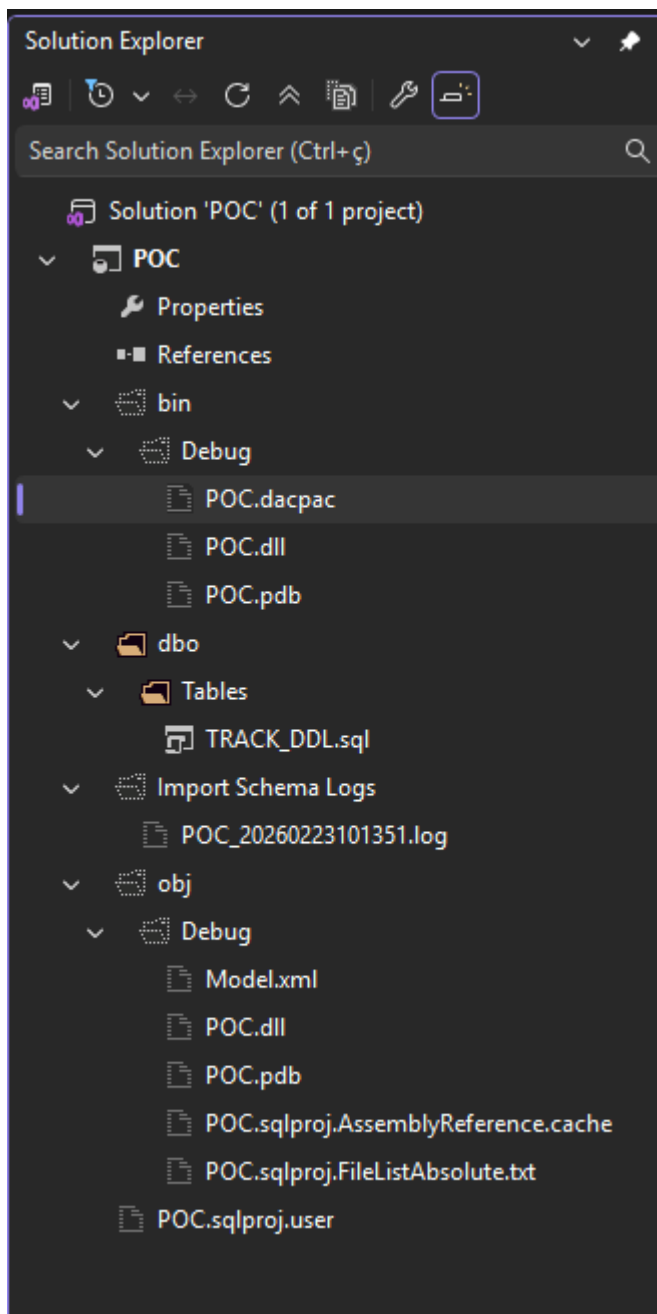 Solution Explorer
Search Solution Explorer (Ctrl+ç)
Solution 'POC' (1 of 1 project)
POC
Properties
References
bin
Debug
POC.dacpac
POC.dll
POC.pdb
dbo
Tables
TRACK_DDL.sql
Import Schema Logs
POC_20260223101351.log
obj
Debug
Model.xml
POC.dll
POC.pdb
POC.sqlproj.AssemblyReference.cache
POC.sqlproj.FileListAbsolute.txt
POC.sqlproj.user